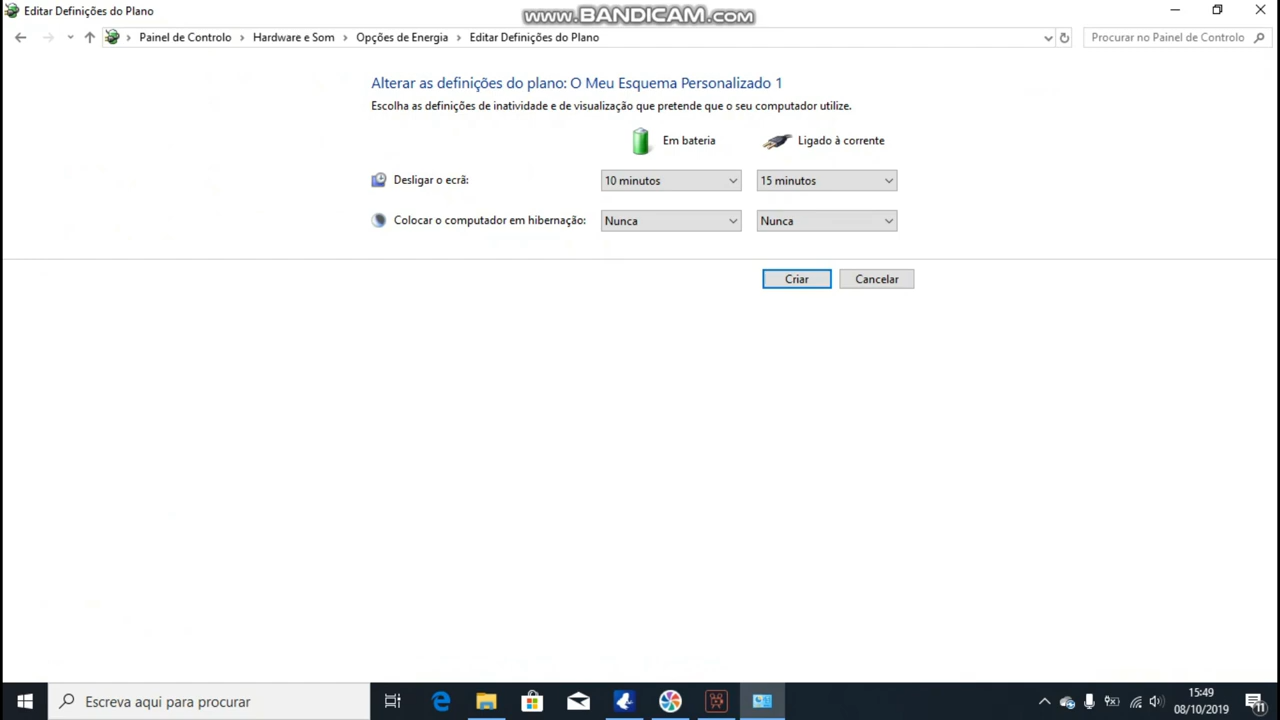 Editar Definições do Plano
www.BANDICAM.com
Painel de Controlo > Hardware e Som > Opções de Energia > Editar Definições do Plano
Procurar no Painel de Controlo
Alterar as definições do plano: O Meu Esquema Personalizado 1
Escolha as definições de inatividade e de visualização que pretende que o seu computador utilize.
Em bateria
Ligado à corrente
Desligar o ecrã:
10 minutos
15 minutos
Colocar o computador em hibernação:
Nunca
Nunca
Criar
Cancelar
Escreva aqui para procurar
15:49
08/10/2019
11